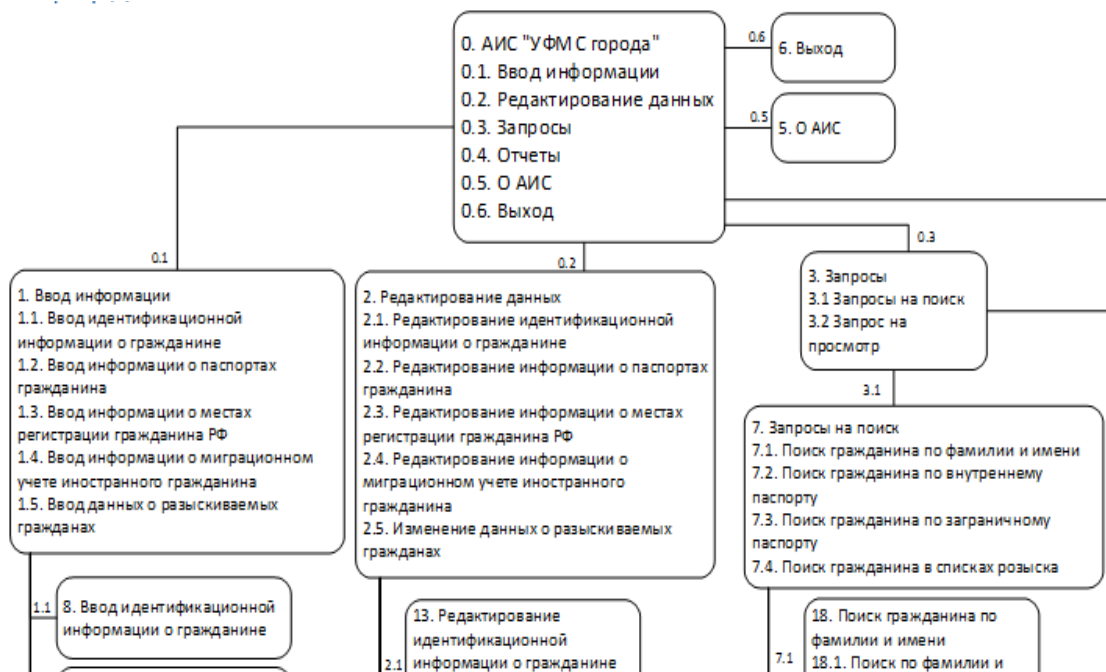 0. АИС "УФМС города"
0.1. Ввод информации
0.2. Редактирование данных
0.3. Запросы
0.4. Отчеты
0.5. О АИС
0.6. Выход
0.6
6. Выход
0.5
5. О АИС
0.1
0.2
0.3
1. Ввод информации
1.1. Ввод идентификационной
информации о гражданине
1.2. Ввод информации о паспортах
гражданина
1.3. Ввод информации о местах
регистрации гражданина РФ
1.4. Ввод информации о миграционном
учете иностранного гражданина
1.5. Ввод данных о разыскиваемых
гражданах
2. Редактирование данных
2.1. Редактирование идентификационной
информации о гражданине
2.2. Редактирование информации о паспортах
гражданина
2.3. Редактирование информации о местах
регистрации гражданина РФ
2.4. Редактирование информации о
миграционном учете иностранного
гражданина
2.5. Изменение данных о разыскиваемых
гражданах
3. Запросы
3.1 Запросы на поиск
3.2 Запрос на
просмотр
3.1
7. Запросы на поиск
7.1. Поиск гражданина по фамилии и имени
7.2. Поиск гражданина по внутреннему
паспорту
7.3. Поиск гражданина по заграничному
паспорту
7.4. Поиск гражданина в списках розыска
1.1
8. Ввод идентификационной
информации о гражданине
2.1
13. Редактирование
идентификационной
информации о гражданине
7.1
18. Поиск гражданина по
фамилии и имени
18.1. Поиск по фамилии и